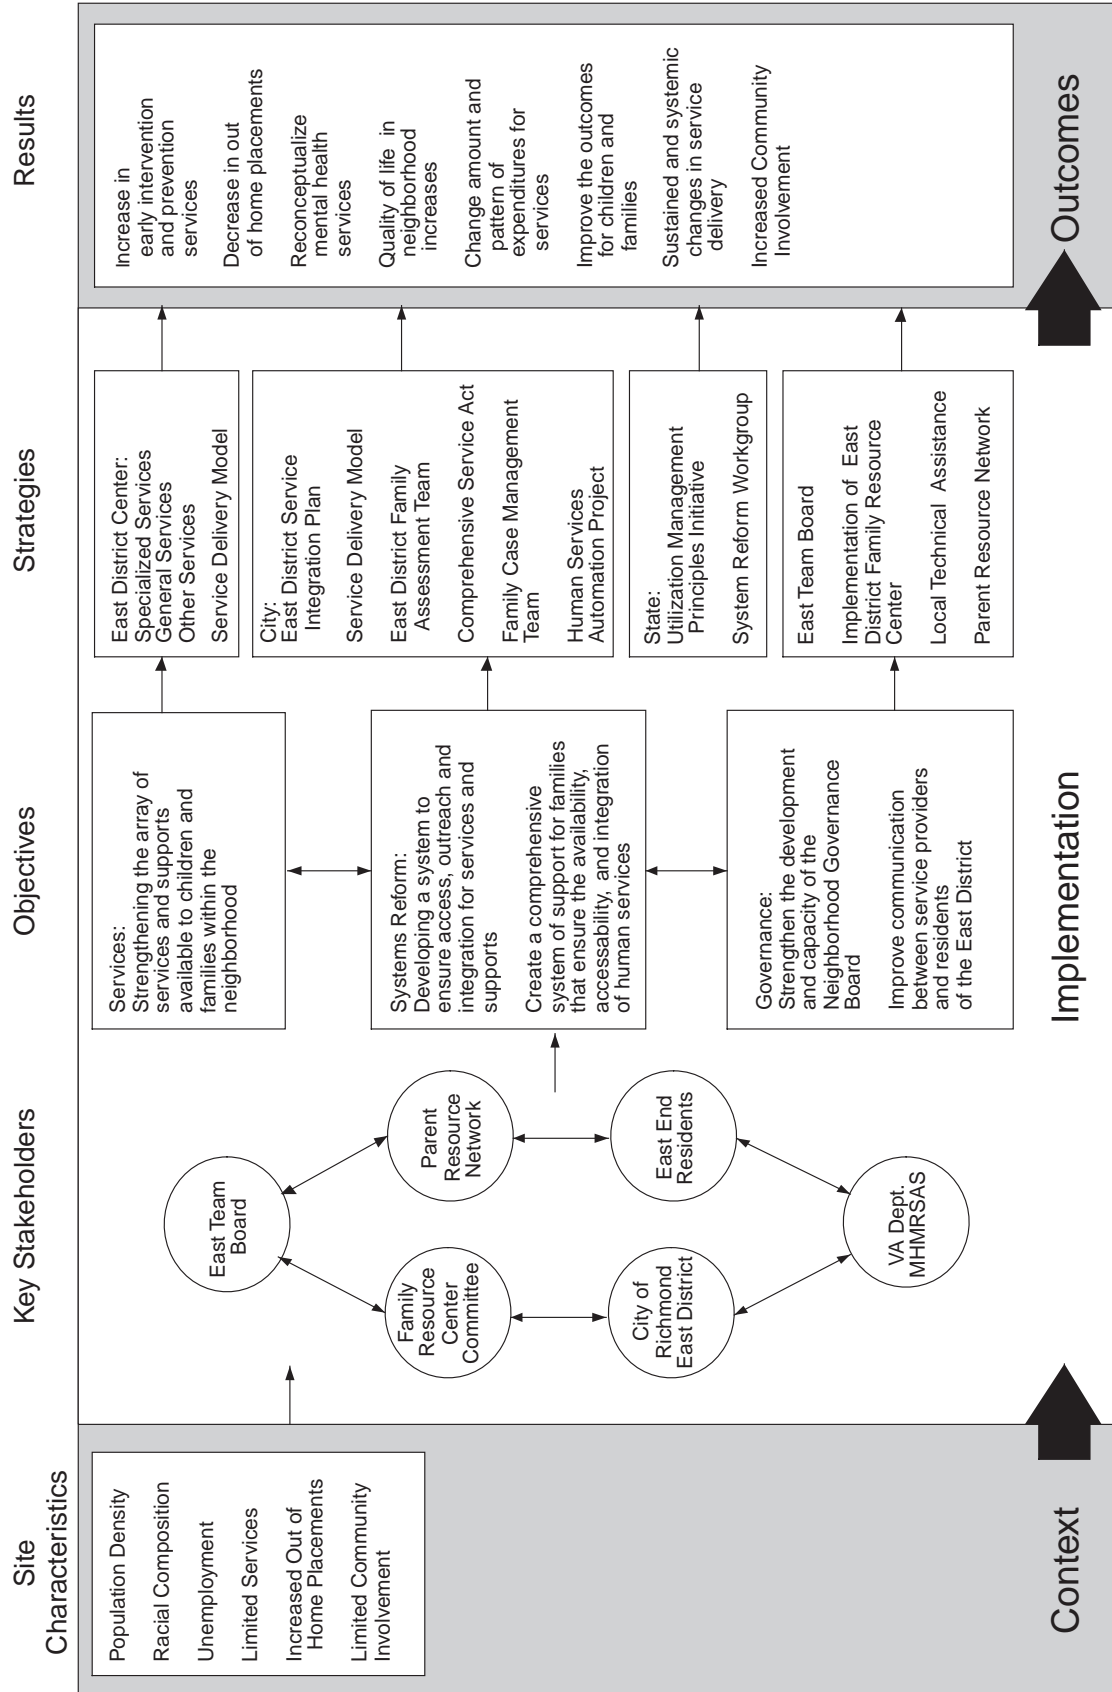 Site
Characteristics
Key Stakeholders
Objectives
Strategies
Results
Population Density
Racial Composition
Unemployment
Limited Services
Increased Out of
Home Placements
Limited Community
Involvement
East Team
Board
Family
Resource
Center
Committee
Parent
Resource
Network
City of
Richmond
East District
East End
Residents
VA Dept.
MHMRSAS
Services:
Strengthening the array of
services and supports
available to children and
families within the
neighborhood
Systems Reform:
Developing a system to
ensure access, outreach and
integration for services and
supports
Create a comprehensive
system of support for families
that ensure the availability,
accessability, and integration
of human services
Governance:
Strengthen the development
and capacity of the
Neighborhood Governance
Board
Improve communication
between service providers
and residents
of the East District
East District Center:
Specialized Services
General Services
Other Services
Service Delivery Model
City:
East District Service
Integration Plan
Service Delivery Model
East District Family
Assessment Team
Comprehensive Service Act
Family Case Management
Team
Human Services
Automation Project
State:
Utilization Management
Principles Initiative
System Reform Workgroup
East Team Board
Implementation of East
District Family Resource
Center
Local Technical Assistance
Parent Resource Network
Increase in
early intervention
and prevention
services
Decrease in out
of home placements
Reconceptualize
mental health
services
Quality of life in
neighborhood
increases
Change amount and
pattern of
expenditures for
services
Improve the outcomes
for children and
families
Sustained and systemic
changes in service
delivery
Increased Community
Involvement
Context
Implementation
Outcomes